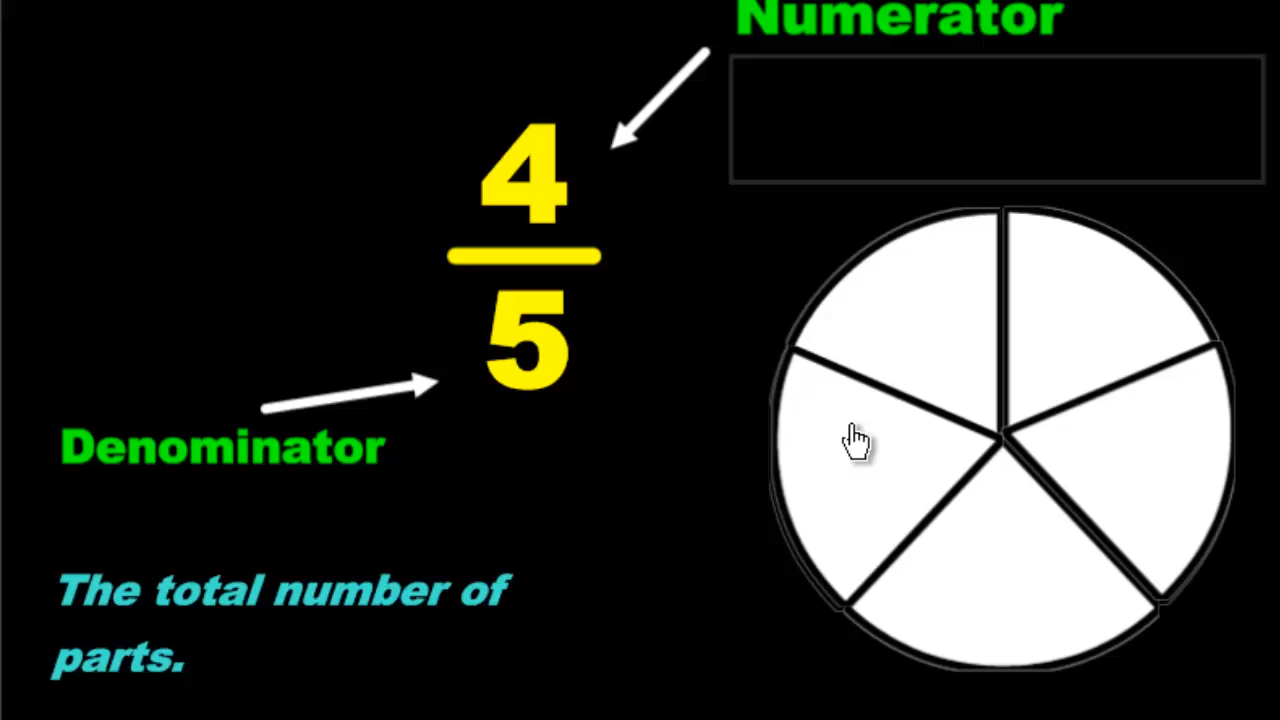 Numerator
4
5
Denominator
The total number of
parts.